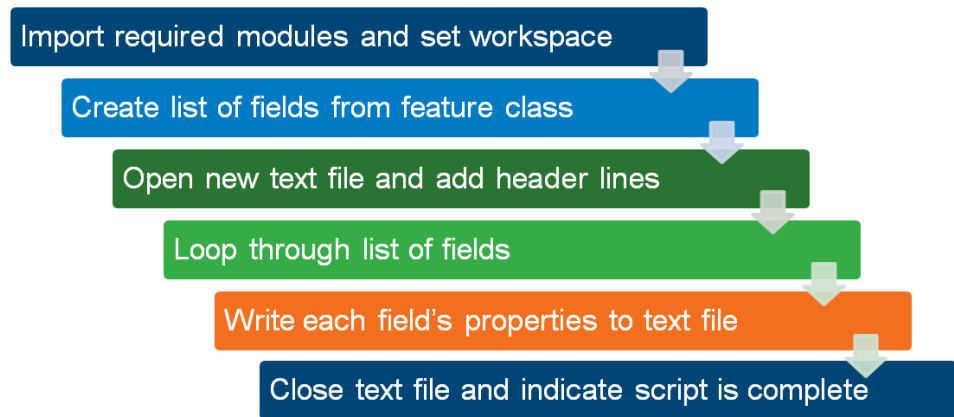 Import required modules and set workspace
Create list of fields from feature class
Open new text file and add header lines
Loop through list of fields
Write each field's properties to text file
Close text file and indicate script is complete